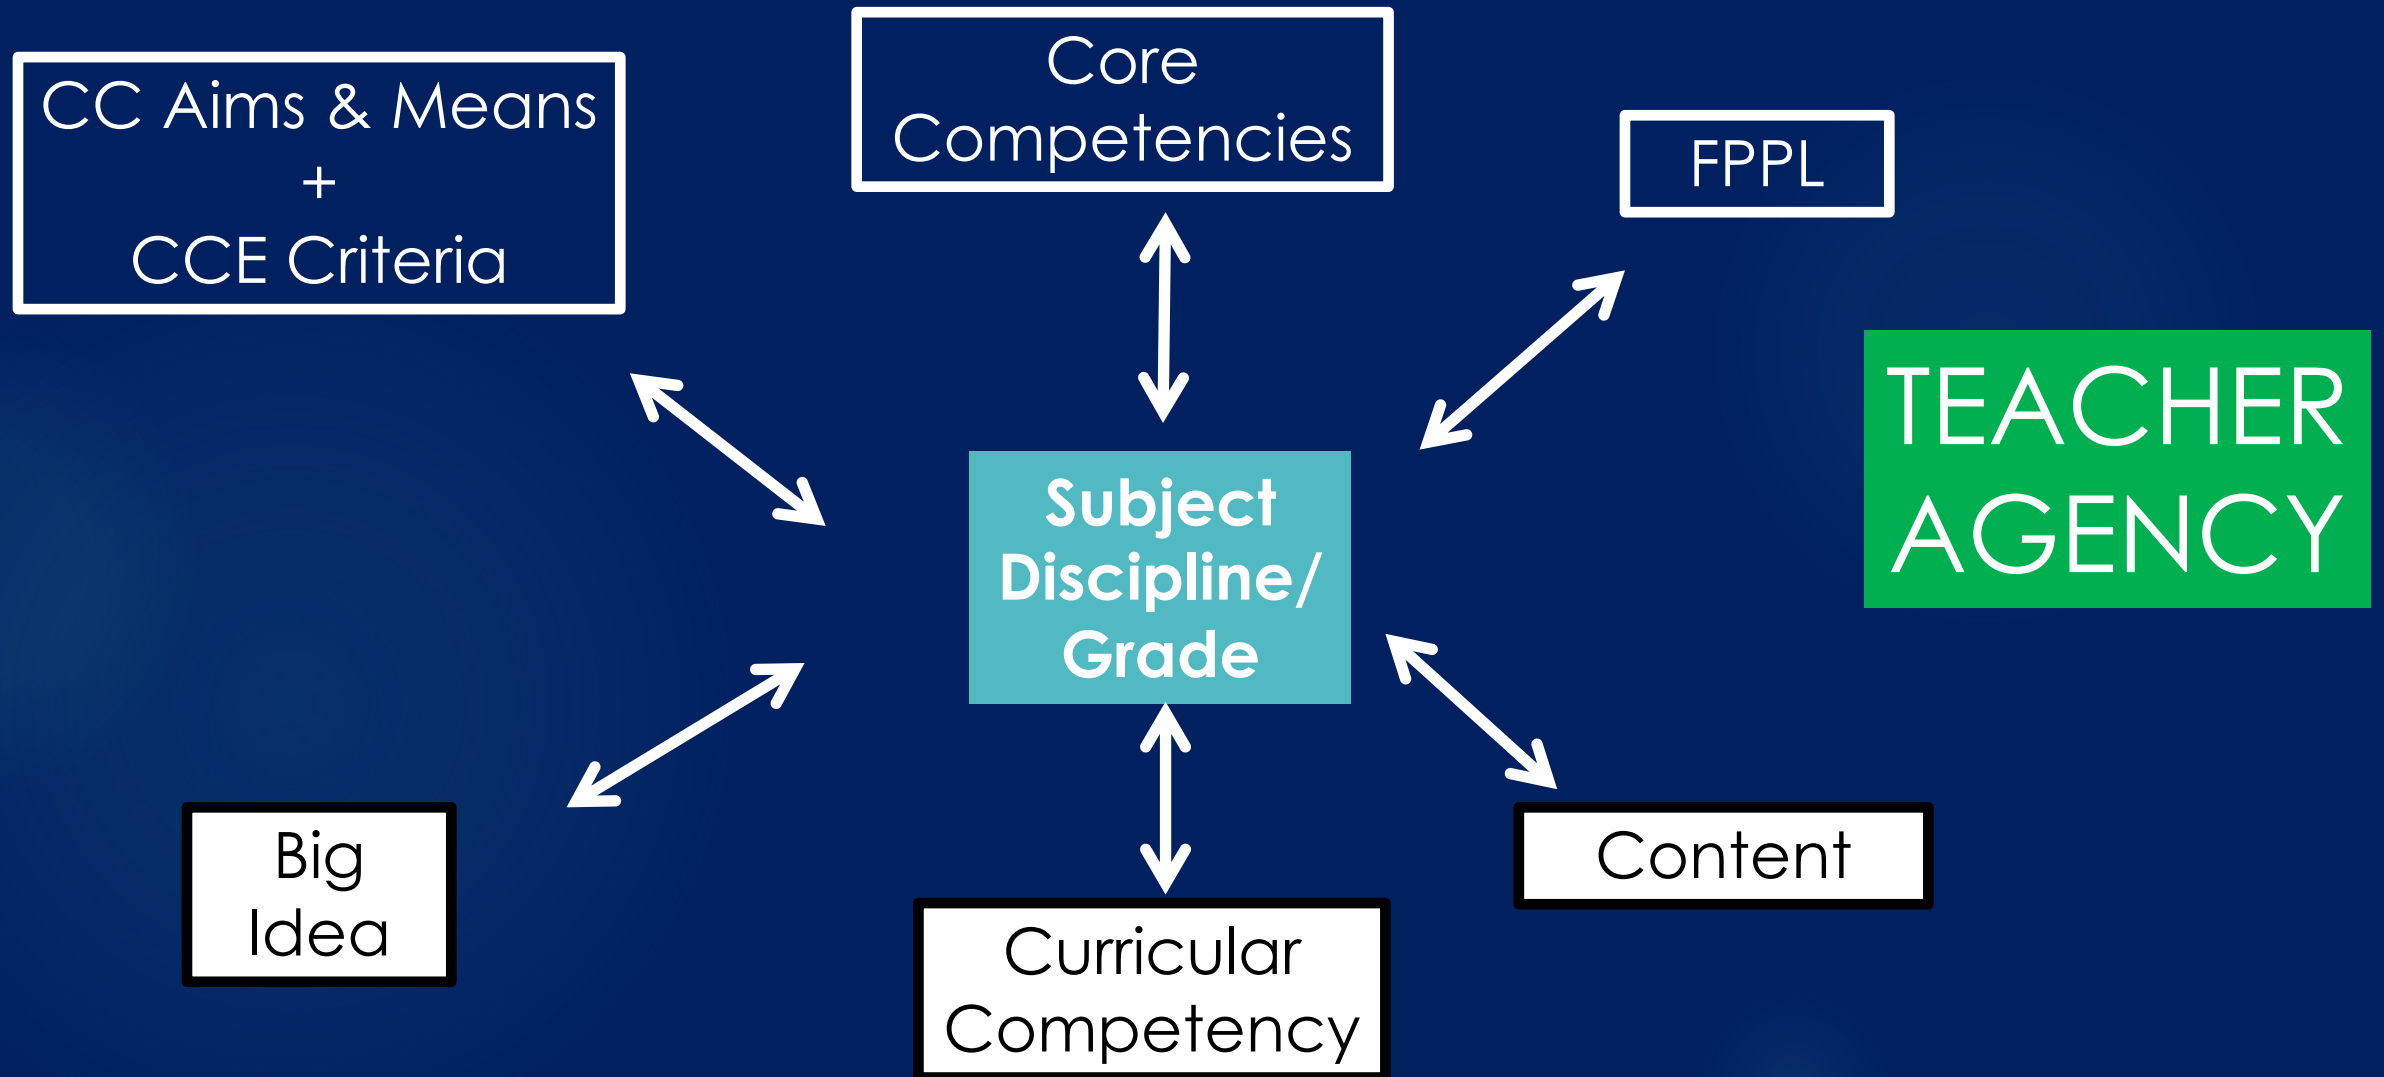 CC Aims & Means
+
CCE Criteria
Core
Competencies
FPPL
TEACHER
AGENCY
Subject
Discipline/
Grade
Big
Idea
Curricular
Competency
Content